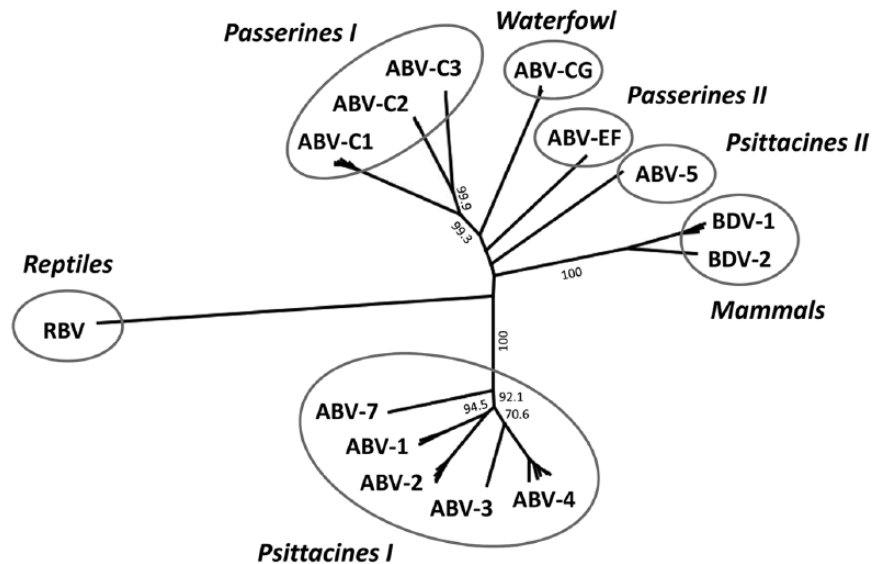 Waterfowl
Passerines I
ABV-C3
ABV-CG
ABV-C2
Passerines II
ABV-C1
ABV-EF
Psittacines II
ABV-5
99.9
99.3
BDV-1
BDV-2
100
Reptiles
Mammals
RBV
100
92.1
94.5
70.6
ABV-7
ABV-1
ABV-2
ABV-3
ABV-4
Psittacines I